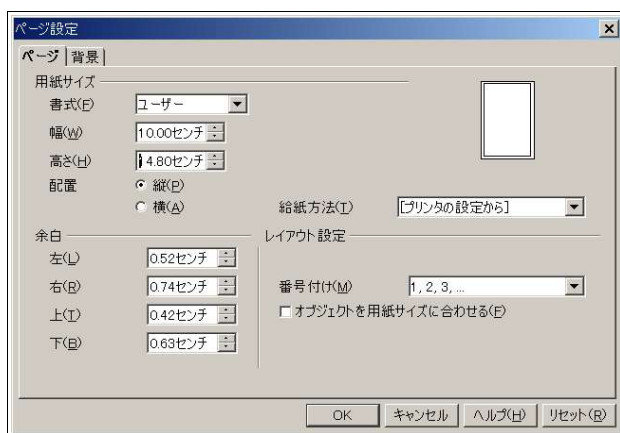 ページ設定
ページ 背景
用紙サイズ
書式(F) ユーザー
幅(W) 10.00センチ
高さ(H) 14.80センチ
配置 縦(P)
横(A) 給紙方法(T) [プリンタの設定から]
余白 レイアウト設定
左(L) 0.52センチ
右(R) 0.74センチ 番号付け(M) 1, 2, 3, ...
上(T) 0.42センチ オブジェクトを用紙サイズに合わせる(F)
下(B) 0.63センチ
OK キャンセル ヘルプ(H) リセット(R)